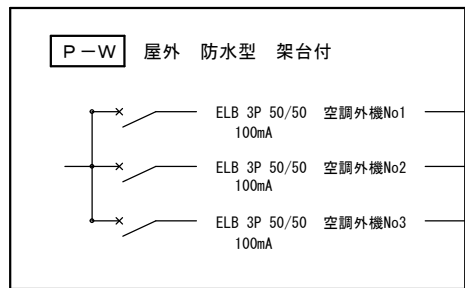 P－W 屋外 防水型 架台付
ELB 3P 50/50 空調外機No1
100mA
ELB 3P 50/50 空調外機No2
100mA
ELB 3P 50/50 空調外機No3
100mA